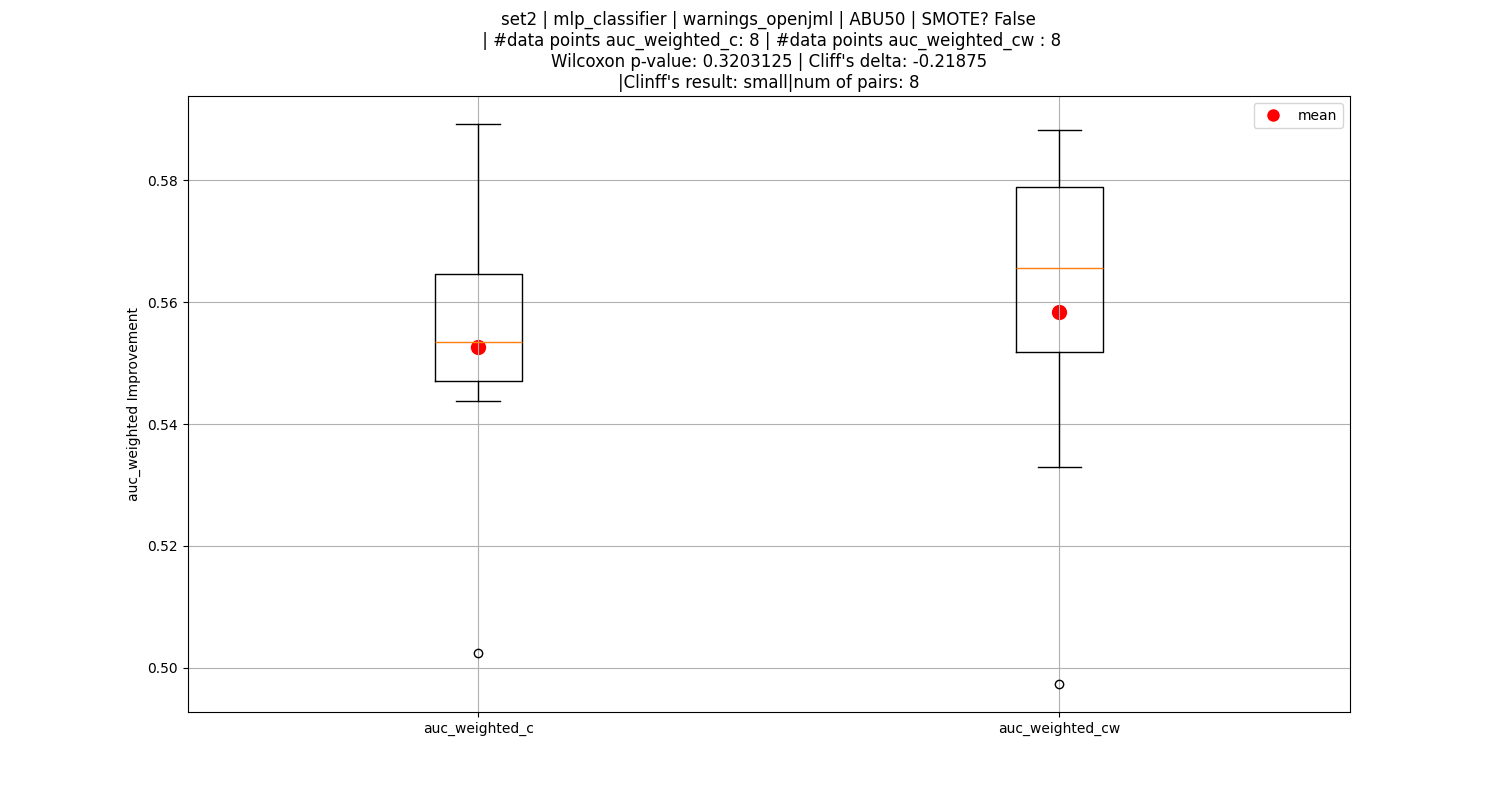 set2 | mlp_classifier | warnings_openjml | ABU50 | SMOTE? False
| #data points auc_weighted_c: 8 | #data points auc_weighted_cw : 8
Wilcoxon p-value: 0.3203125 | Cliff's delta: -0.21875
|Clinff's result: small|num of pairs: 8
mean
auc_weighted Improvement
0.58
0.56
0.54
0.52
0.50
auc_weighted_c
auc_weighted_cw